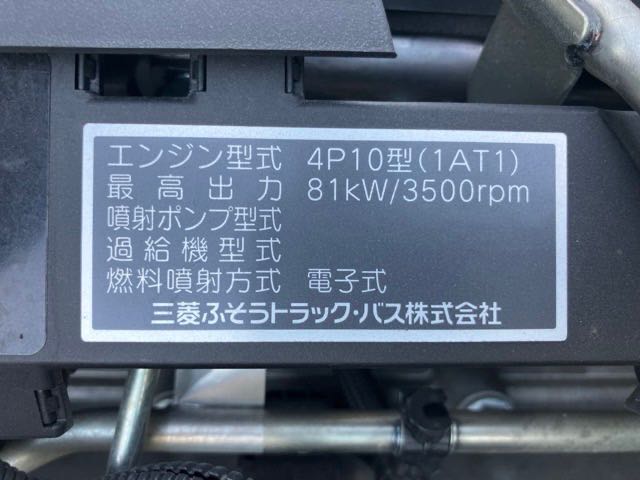 エンジン型式 4P10型(1AT1)
最高出力 81kW/3500rpm
噴射ポンプ型式
過給機型式
燃料噴射方式 電子式
三菱ふそうトラック・バス株式会社